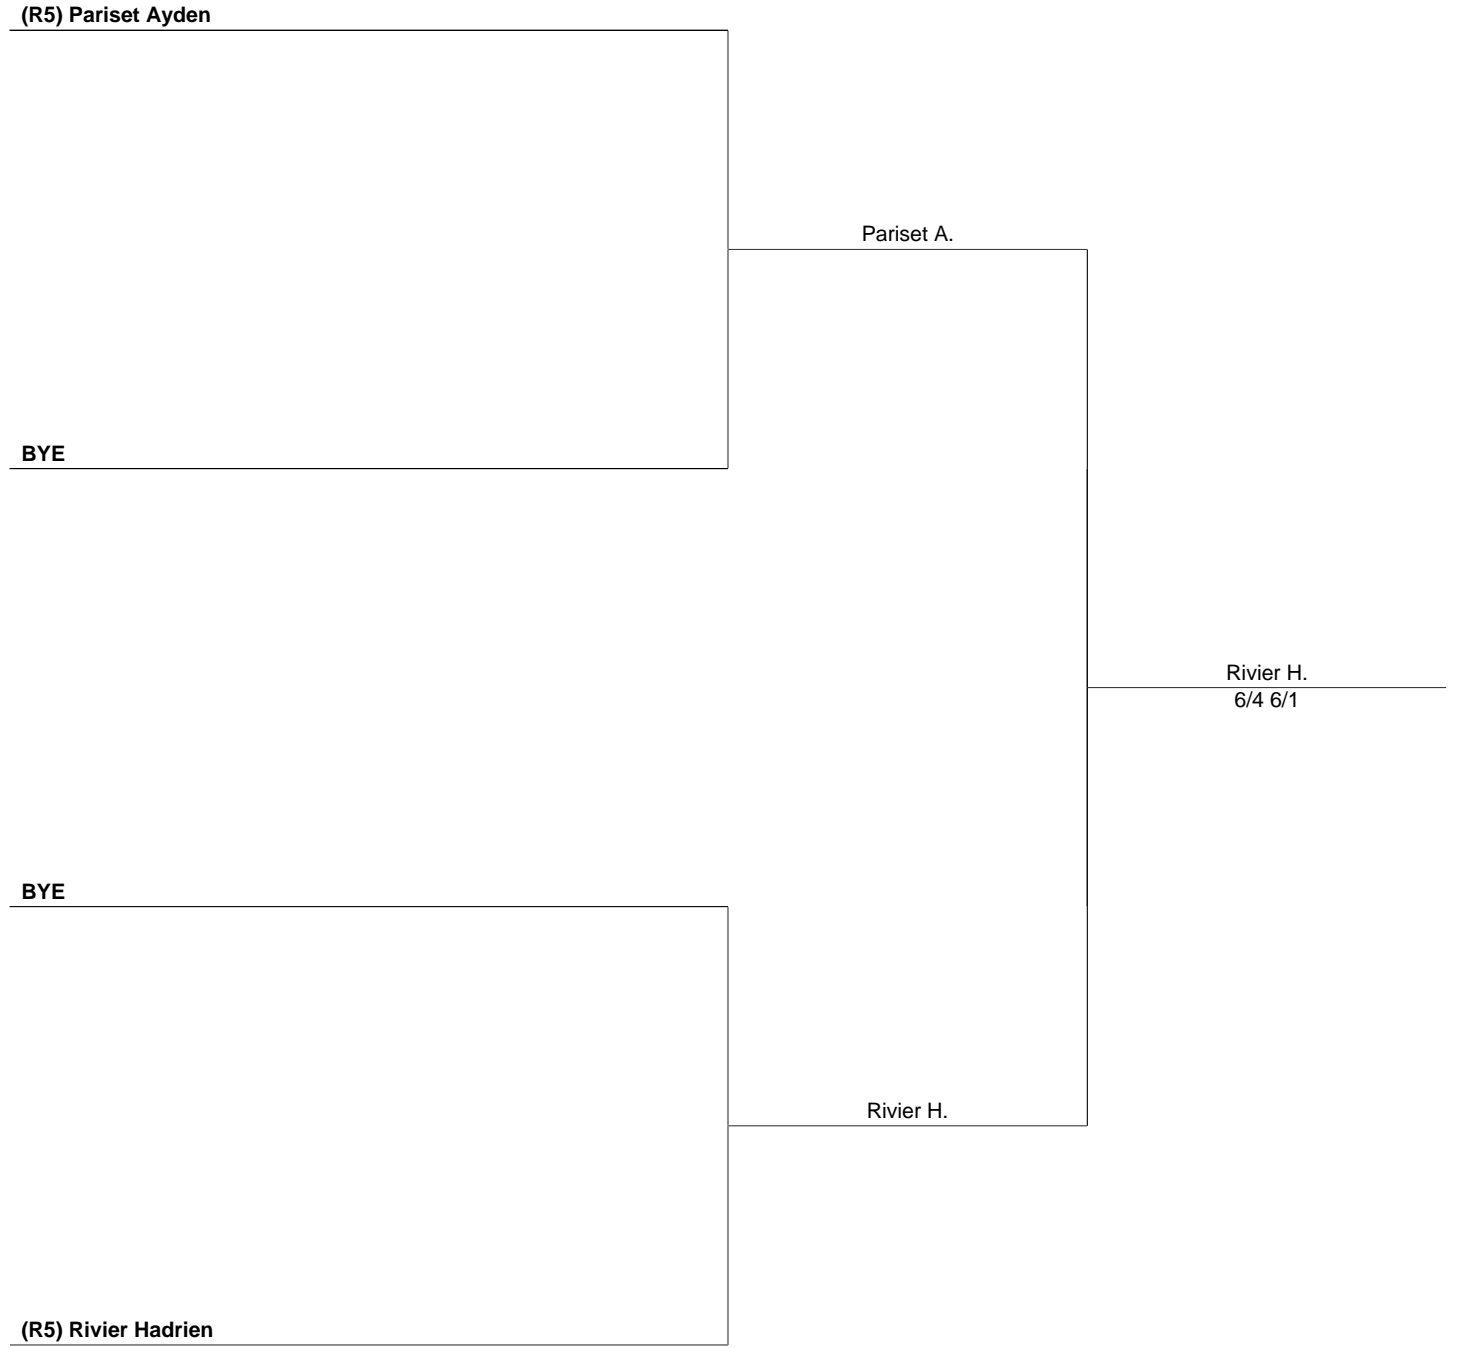 (R5) Pariset Ayden
Pariset A.
BYE
Rivier H.
6/4 6/1
BYE
Rivier H.
(R5) Rivier Hadrien